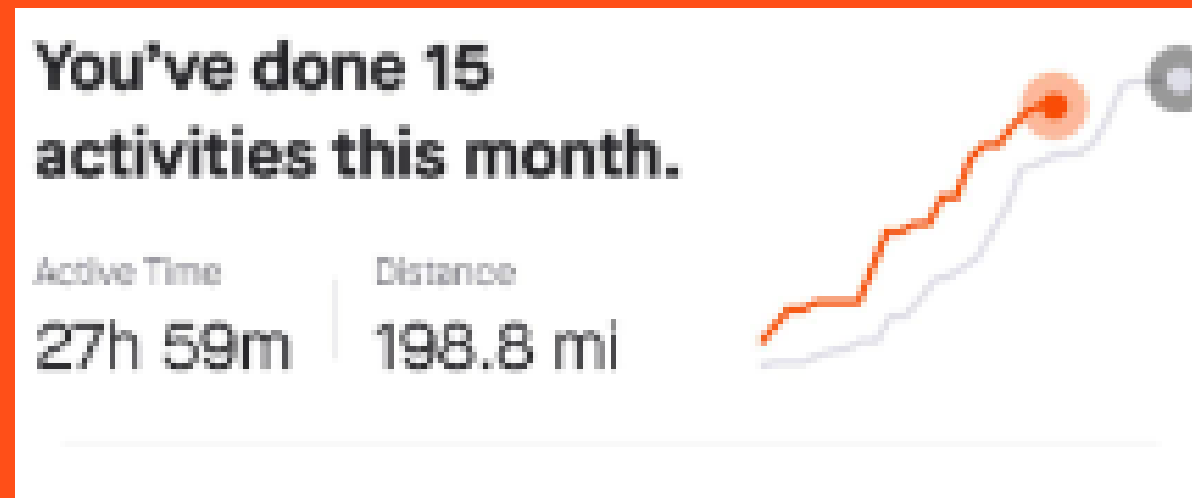 You've done 15
activities this month.
Active Time Distance
27h 59m 198.8 mi